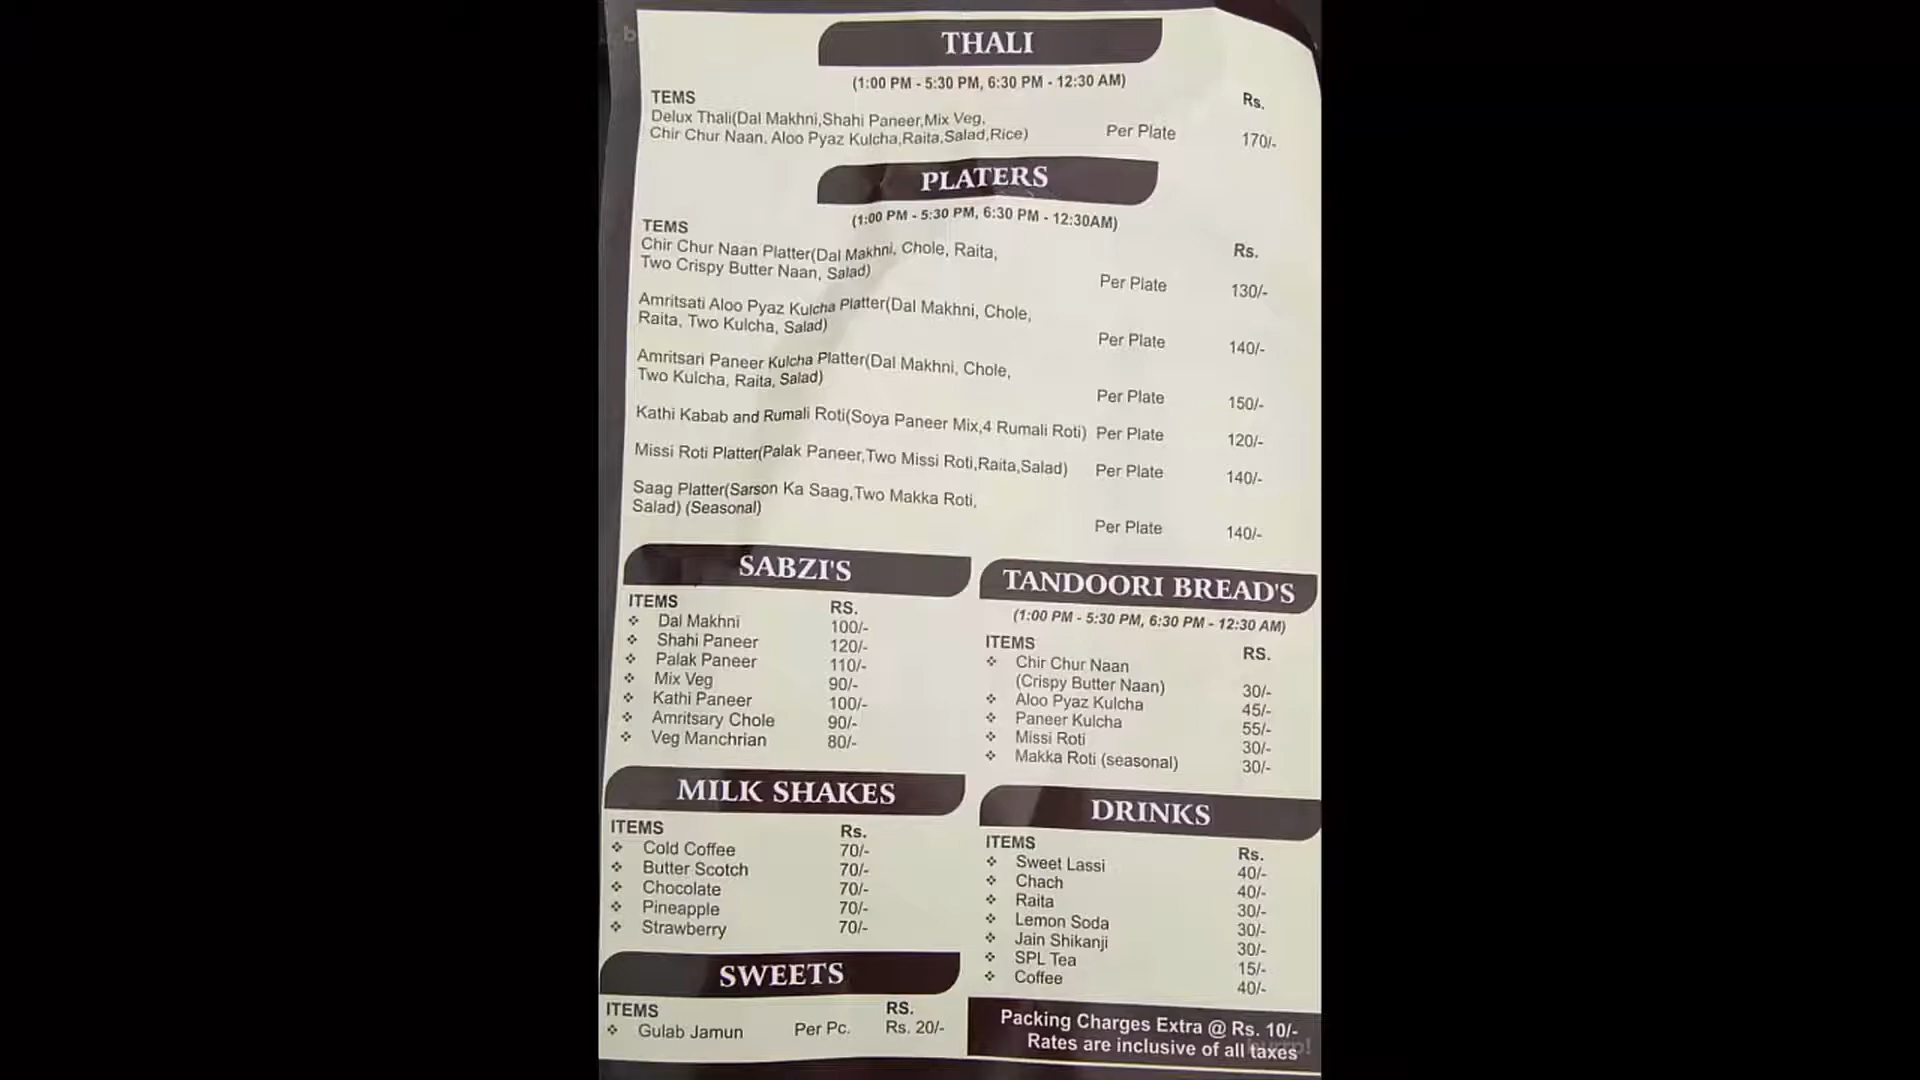 THALI
(1:00 PM - 5:30 PM, 6:30 PM - 12:30 AM)
TEMS Rs.
Delux Thali(Dal Makhni,Shahi Paneer,Mix Veg,
Chir Chur Naan, Aloo Pyaz Kulcha,Raita,Salad,Rice) Per Plate 170/-
PLATERS
(1:00 PM - 5:30 PM, 6:30 PM - 12:30AM)
TEMS Rs.
Chir Chur Naan Platter(Dal Makhni, Chole, Raita,
Two Crispy Butter Naan, Salad) Per Plate 130/-
Amritsati Aloo Pyaz Kulcha Platter(Dal Makhni, Chole,
Raita, Two Kulcha, Salad) Per Plate 140/-
Amritsari Paneer Kulcha Platter(Dal Makhni, Chole,
Two Kulcha, Raita, Salad) Per Plate 150/-
Kathi Kabab and Rumali Roti(Soya Paneer Mix,4 Rumali Roti) Per Plate 120/-
Missi Roti Platter(Palak Paneer,Two Missi Roti,Raita,Salad) Per Plate 140/-
Saag Platter(Sarson Ka Saag,Two Makka Roti,
Salad) (Seasonal) Per Plate 140/-
SABZI'S
ITEMS RS.
❖ Dal Makhni 100/-
❖ Shahi Paneer 120/-
❖ Palak Paneer 110/-
❖ Mix Veg 90/-
❖ Kathi Paneer 100/-
❖ Amritsary Chole 90/-
❖ Veg Manchrian 80/-
TANDOORI BREAD'S
(1:00 PM - 5:30 PM, 6:30 PM - 12:30 AM)
ITEMS RS.
❖ Chir Chur Naan
(Crispy Butter Naan) 30/-
❖ Aloo Pyaz Kulcha 45/-
❖ Paneer Kulcha 55/-
❖ Missi Roti 30/-
❖ Makka Roti (seasonal) 30/-
MILK SHAKES
ITEMS Rs.
❖ Cold Coffee 70/-
❖ Butter Scotch 70/-
❖ Chocolate 70/-
❖ Pineapple 70/-
❖ Strawberry 70/-
DRINKS
ITEMS Rs.
❖ Sweet Lassi 40/-
❖ Chach 40/-
❖ Raita 30/-
❖ Lemon Soda 30/-
❖ Jain Shikanji 30/-
❖ SPL Tea 15/-
❖ Coffee 40/-
SWEETS
ITEMS RS.
❖ Gulab Jamun Per Pc. Rs. 20/-
Packing Charges Extra @ Rs. 10/-
Rates are inclusive of all taxes